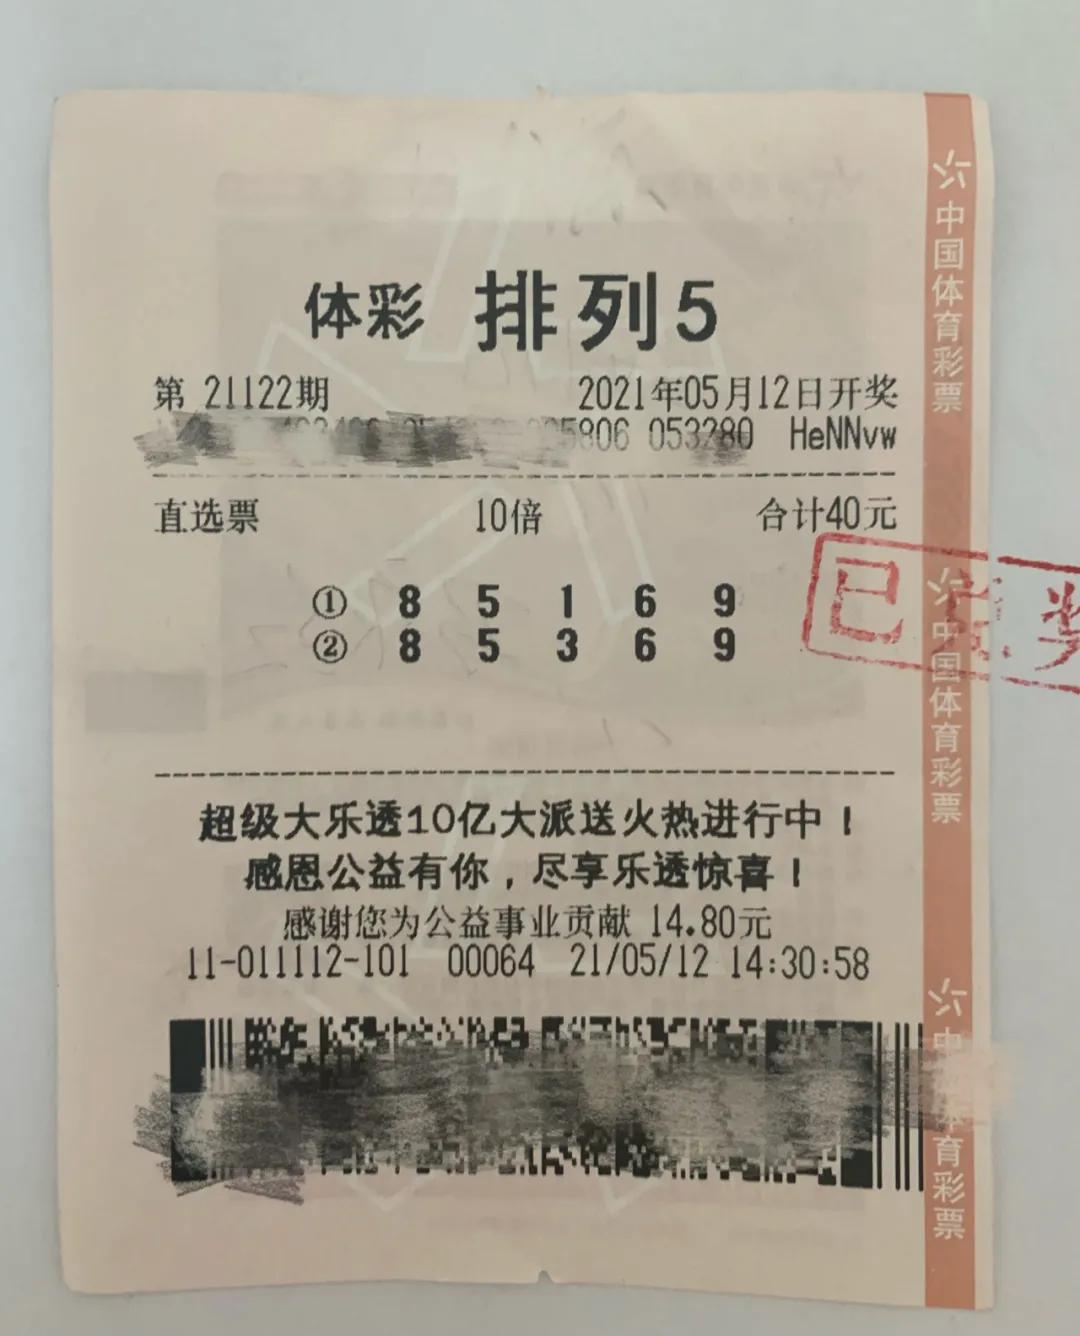 体彩 排列5
第 21122期 2021年05月12日开奖
5806 053280 HeNNvw
直选票 10倍 合计40元
① 8 5 1 6 9
② 8 5 3 6 9
超级大乐透10亿大派送火热进行中！
感恩公益有你，尽享乐透惊喜！
感谢您为公益事业贡献 14.80元
11-011112-101 00064 21/05/12 14:30:58
中国体育彩票
中国体育彩票
中 体育彩票
已兑奖